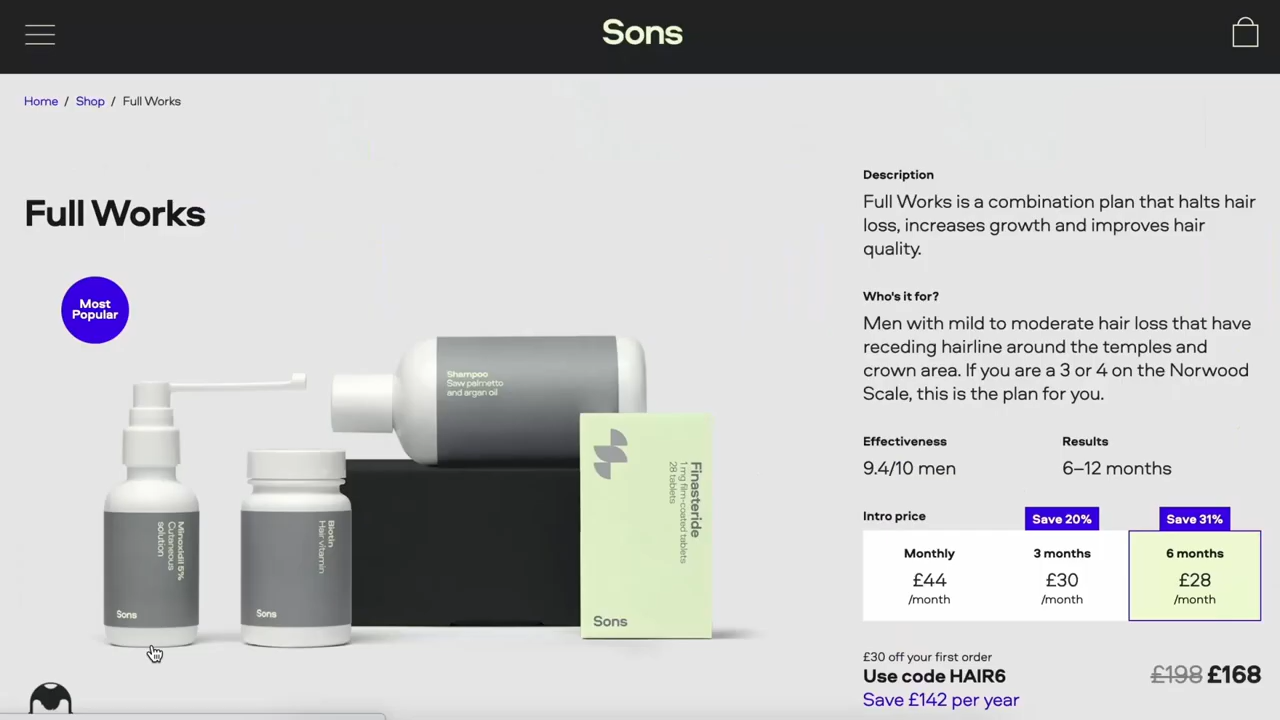 Sons
Home / Shop / Full Works
Full Works
Most
Popular
Shampoo
Saw palmetto
and argan oil
Minoxidil 5%
Cutaneous
solution
Sons
Biotin
Hair vitamin
Sons
Finasteride
1 mg film-coated tablets
28 tablets
Sons
Description
Full Works is a combination plan that halts hair
loss, increases growth and improves hair
quality.
Who's it for?
Men with mild to moderate hair loss that have
receding hairline around the temples and
crown area. If you are a 3 or 4 on the Norwood
Scale, this is the plan for you.
Effectiveness
9.4/10 men
Results
6–12 months
Intro price
Save 20%
Save 31%
Monthly
£44
/month
3 months
£30
/month
6 months
£28
/month
£30 off your first order
Use code HAIR6
Save £142 per year
£198 £168